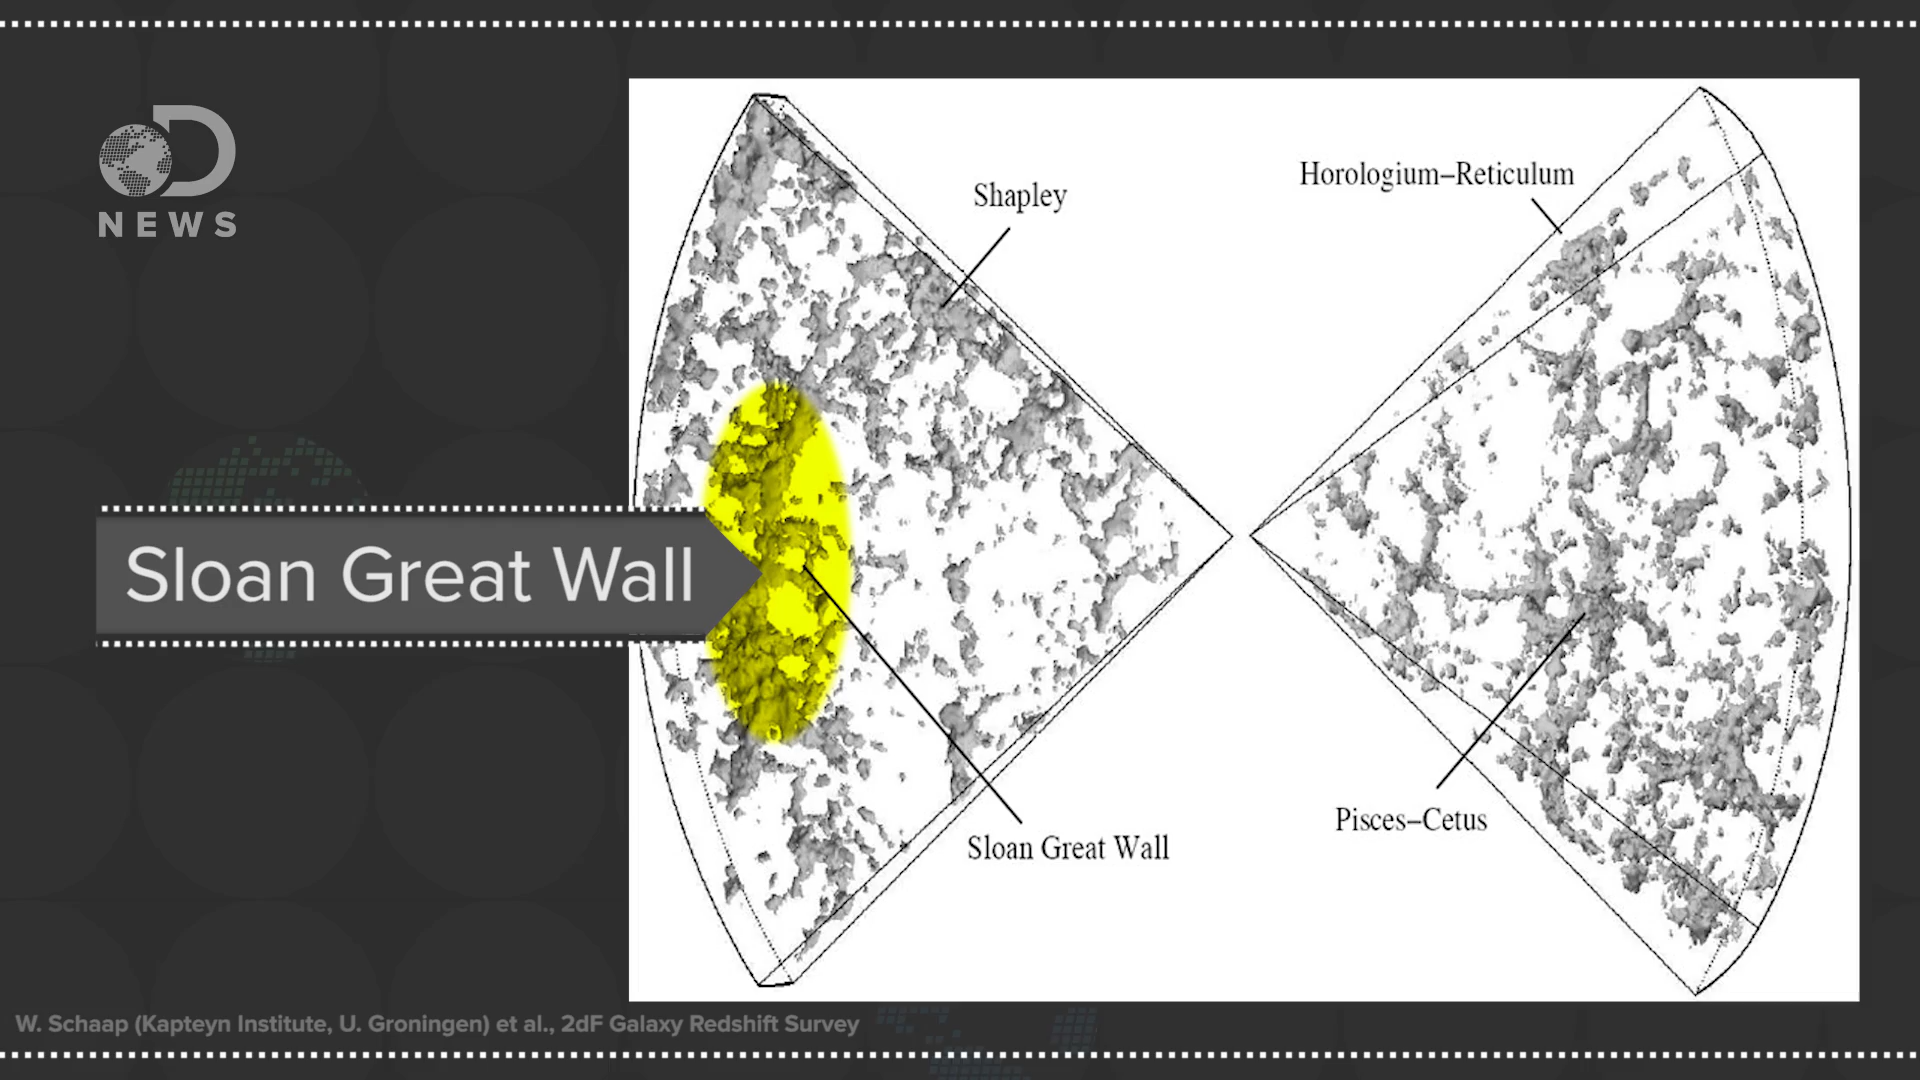 D
NEWS
Shapley
Horologium–Reticulum
Sloan Great Wall
Sloan Great Wall
Pisces–Cetus
W. Schaap (Kapteyn Institute, U. Groningen) et al., 2dF Galaxy Redshift Survey